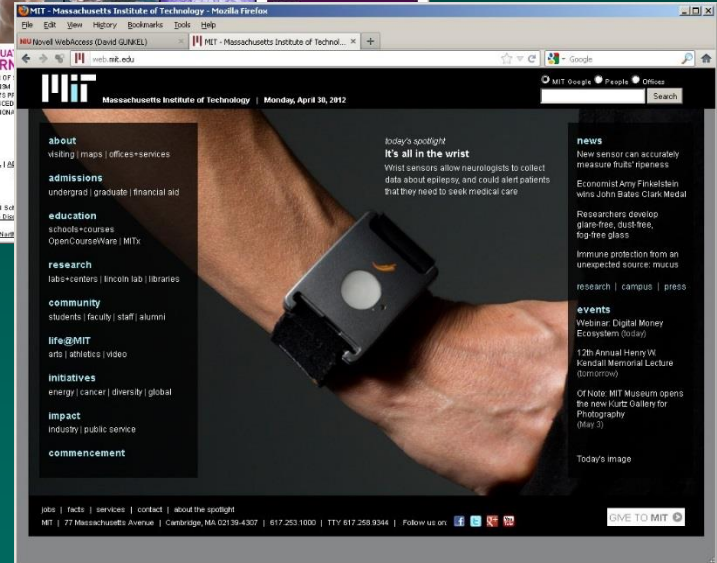 MIT - Massachusetts Institute of Technology - Mozilla Firefox
File Edit View History Bookmarks Tools Help
NIU Novell WebAccess (David GUNKEL)
MIT - Massachusetts Institute of Technol... × +
web.mit.edu
Google
MIT
Massachusetts Institute of Technology | Monday, April 30, 2012
MIT Google People Offices
Search
about
visiting | maps | offices+services
admissions
undergrad | graduate | financial aid
education
schools+courses
OpenCourseWare | MITx
research
labs+centers | lincoln lab | libraries
community
students | faculty | staff | alumni
life@MIT
arts | athletics | video
initiatives
energy | cancer | diversity | global
impact
industry | public service
commencement
today's spotlight
It's all in the wrist
Wrist sensors allow neurologists to collect
data about epilepsy, and could alert patients
that they need to seek medical care
news
New sensor can accurately
measure fruits' ripeness
Economist Amy Finkelstein
wins John Bates Clark Medal
Researchers develop
glare-free, dust-free,
fog-free glass
Immune protection from an
unexpected source: mucus
research | campus | press
events
Webinar: Digital Money
Ecosystem (today)
12th Annual Henry W.
Kendall Memorial Lecture
(tomorrow)
Of Note: MIT Museum opens
the new Kurtz Gallery for
Photography
(May 3)
Today's image
jobs | facts | services | contact | about the spotlight
MIT | 77 Massachusetts Avenue | Cambridge, MA 02139-4307 | 617.253.1000 | TTY 617.258.9344 | Follow us on:
GIVE TO MIT